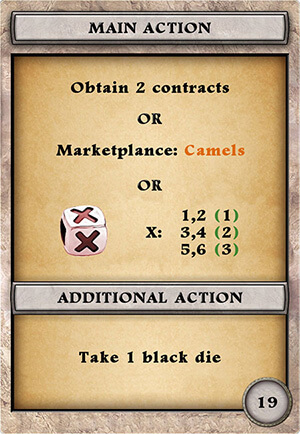 MAIN ACTION
Obtain 2 contracts
OR
Marketplance: Camels
OR
X: 1,2 (1)
3,4 (2)
5,6 (3)
ADDITIONAL ACTION
Take 1 black die
19